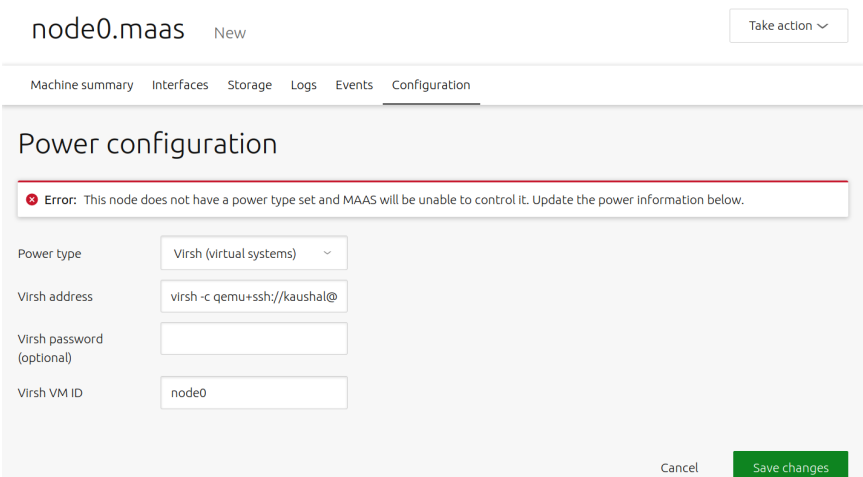 node0.maas New Take action
Machine summary Interfaces Storage Logs Events Configuration
Power configuration
Error: This node does not have a power type set and MAAS will be unable to control it. Update the power information below.
Power type Virsh (virtual systems)
Virsh address virsh -c qemu+ssh://kaushal@
Virsh password
(optional)
Virsh VM ID node0
Cancel Save changes